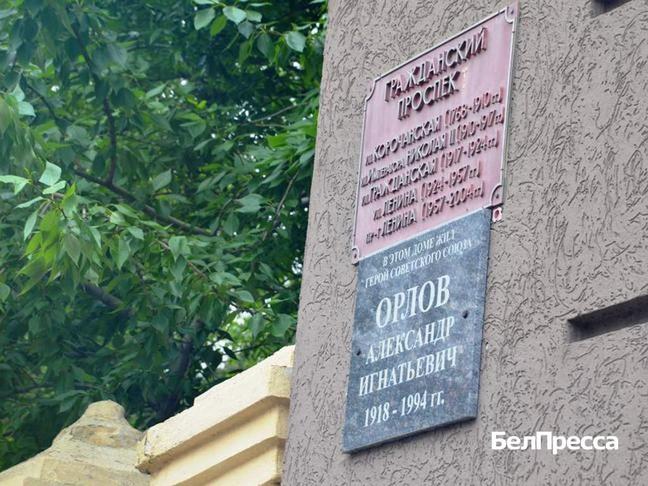 ГРАЖДАНСКИЙ
ПРОСПЕКТ
ул. КОРОЧАНСКАЯ (1788-1910 гг.)
ул. ИМПЕРАТОРА НИКОЛАЯ II (1910-1917 гг.)
ул. ГРАЖДАНСКАЯ (1917-1924 гг.)
ул. ЛЕНИНА (1924-1957 гг.)
пр-т ЛЕНИНА (1957-2004 гг.)
В ЭТОМ ДОМЕ ЖИЛ
ГЕРОЙ СОВЕТСКОГО СОЮЗА
ОРЛОВ
АЛЕКСАНДР
ИГНАТЬЕВИЧ
1918 - 1994 гг.
БелПресса